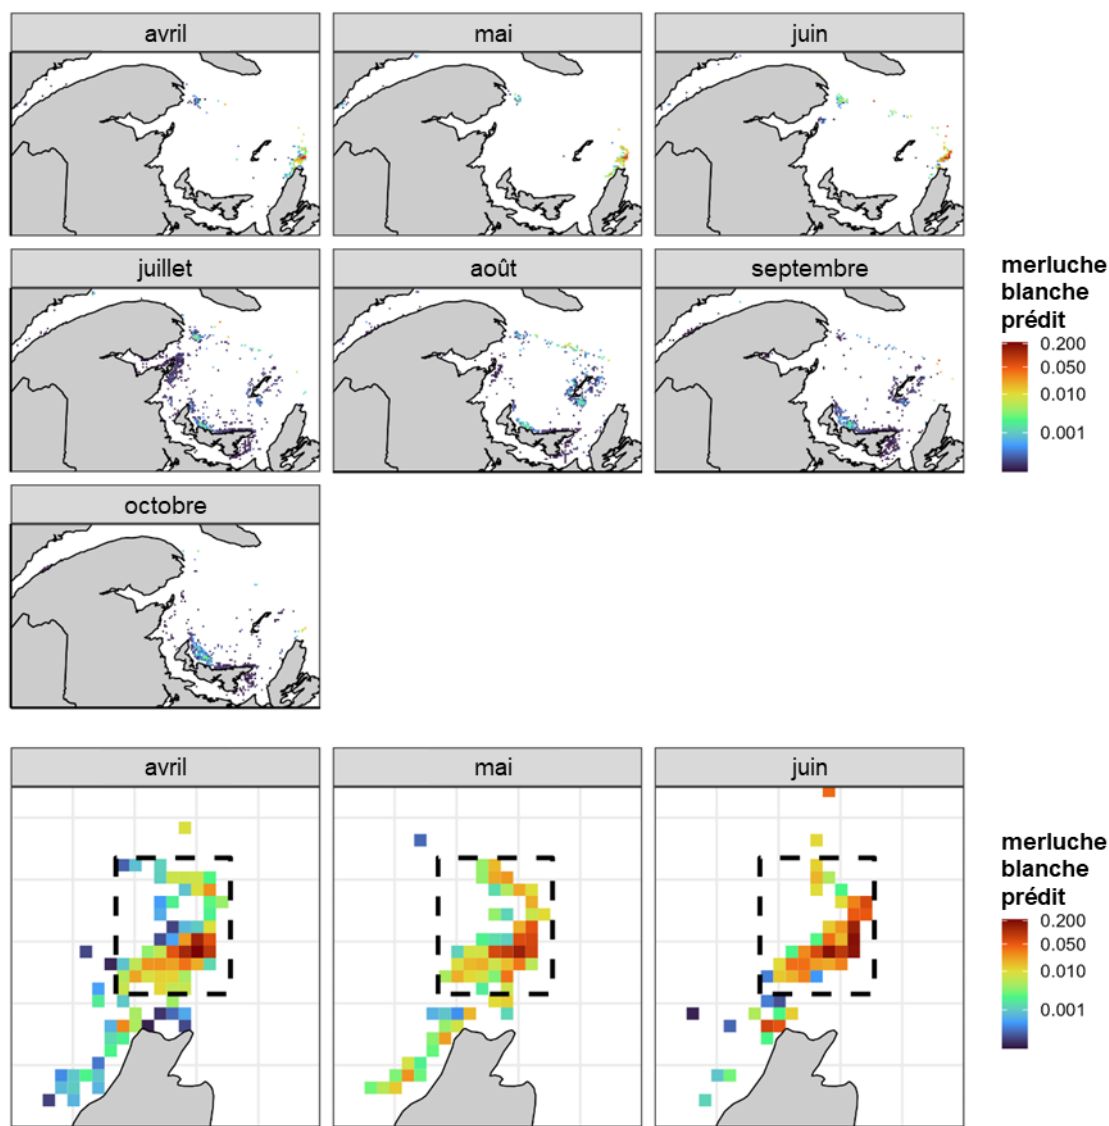 avril
mai
juin
juillet
août
septembre
merluche
blanche
prédit
0.200
0.050
0.010
0.001
octobre
avril
mai
juin
merluche
blanche
prédit
0.200
0.050
0.010
0.001